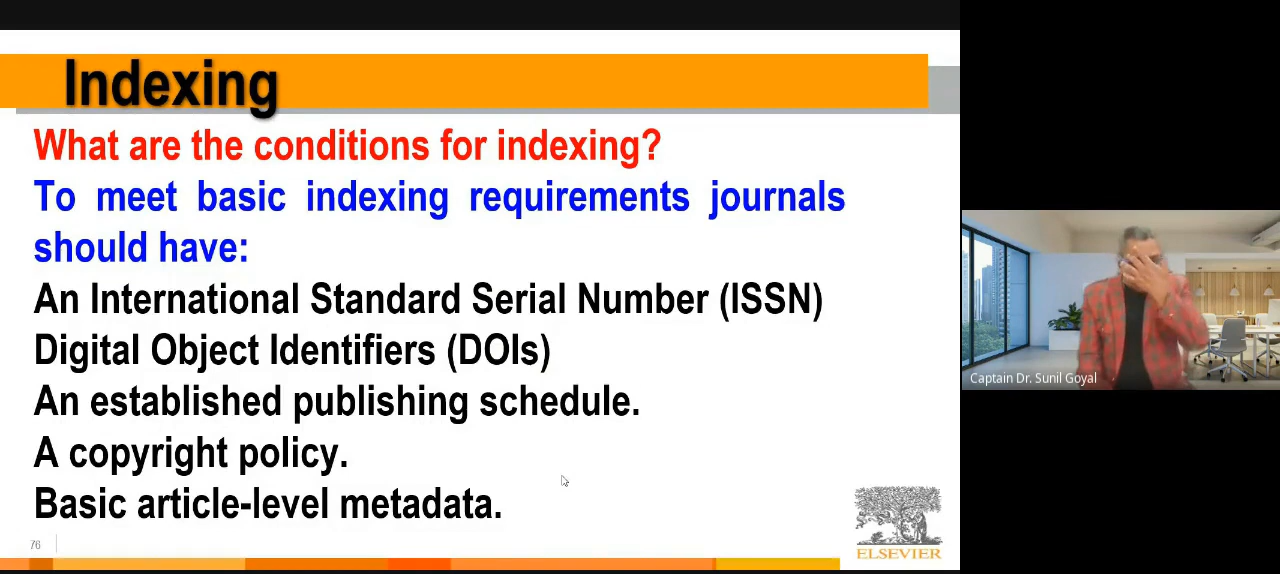 Indexing
What are the conditions for indexing?
To meet basic indexing requirements journals
should have:
An International Standard Serial Number (ISSN)
Digital Object Identifiers (DOIs)
An established publishing schedule.
A copyright policy.
Basic article-level metadata.
76
ELSEVIER
Captain Dr. Sunil Goyal